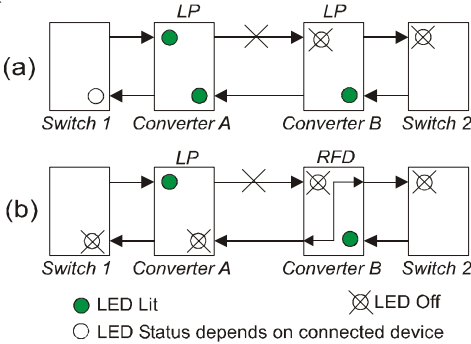 LP LP
(a)
Switch 1 Converter A Converter B Switch 2
LP RFD
(b)
Switch 1 Converter A Converter B Switch 2
LED Lit LED Off
LED Status depends on connected device